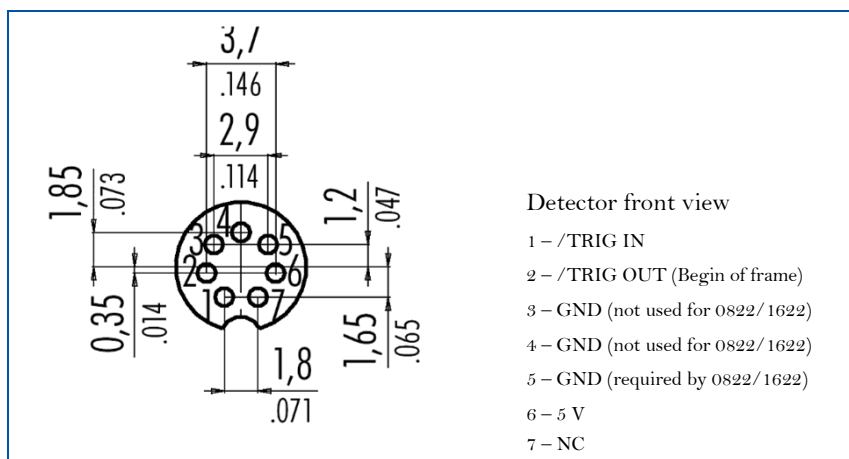 3,7
.146
2,9
.114
1,85
.073
1,2
.047
4
3
5
2
6
1
7
0,35
.014
1,65
.065
1,8
.071
Detector front view
1 – /TRIG IN
2 – /TRIG OUT (Begin of frame)
3 – GND (not used for 0822/1622)
4 – GND (not used for 0822/1622)
5 – GND (required by 0822/1622)
6 – 5 V
7 – NC